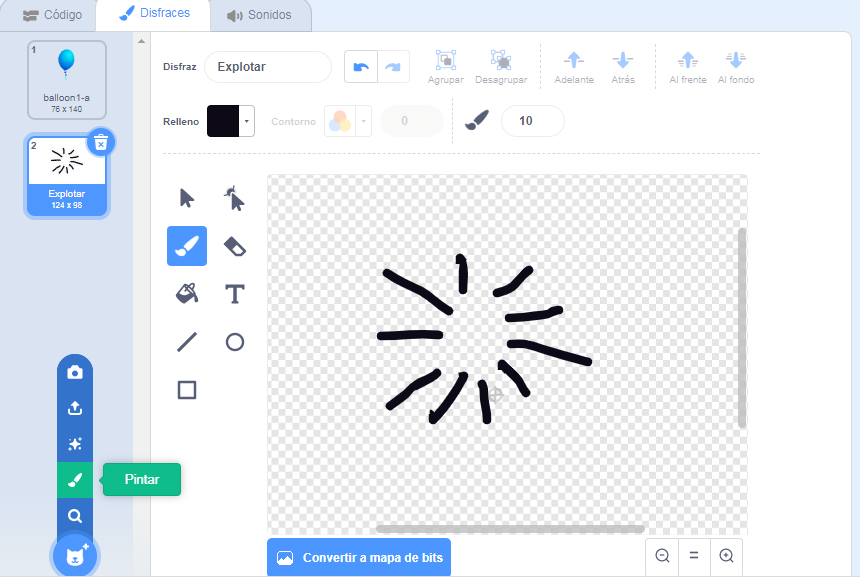 Código
Disfraces
Sonidos
1
balloon1-a
76 x 140
2
Explotar
124 x 98
Pintar
Disfraz
Explotar
Agrupar
Desagrupar
Adelante
Atrás
Al frente
Al fondo
Relleno
Contorno
0
10
T
Convertir a mapa de bits